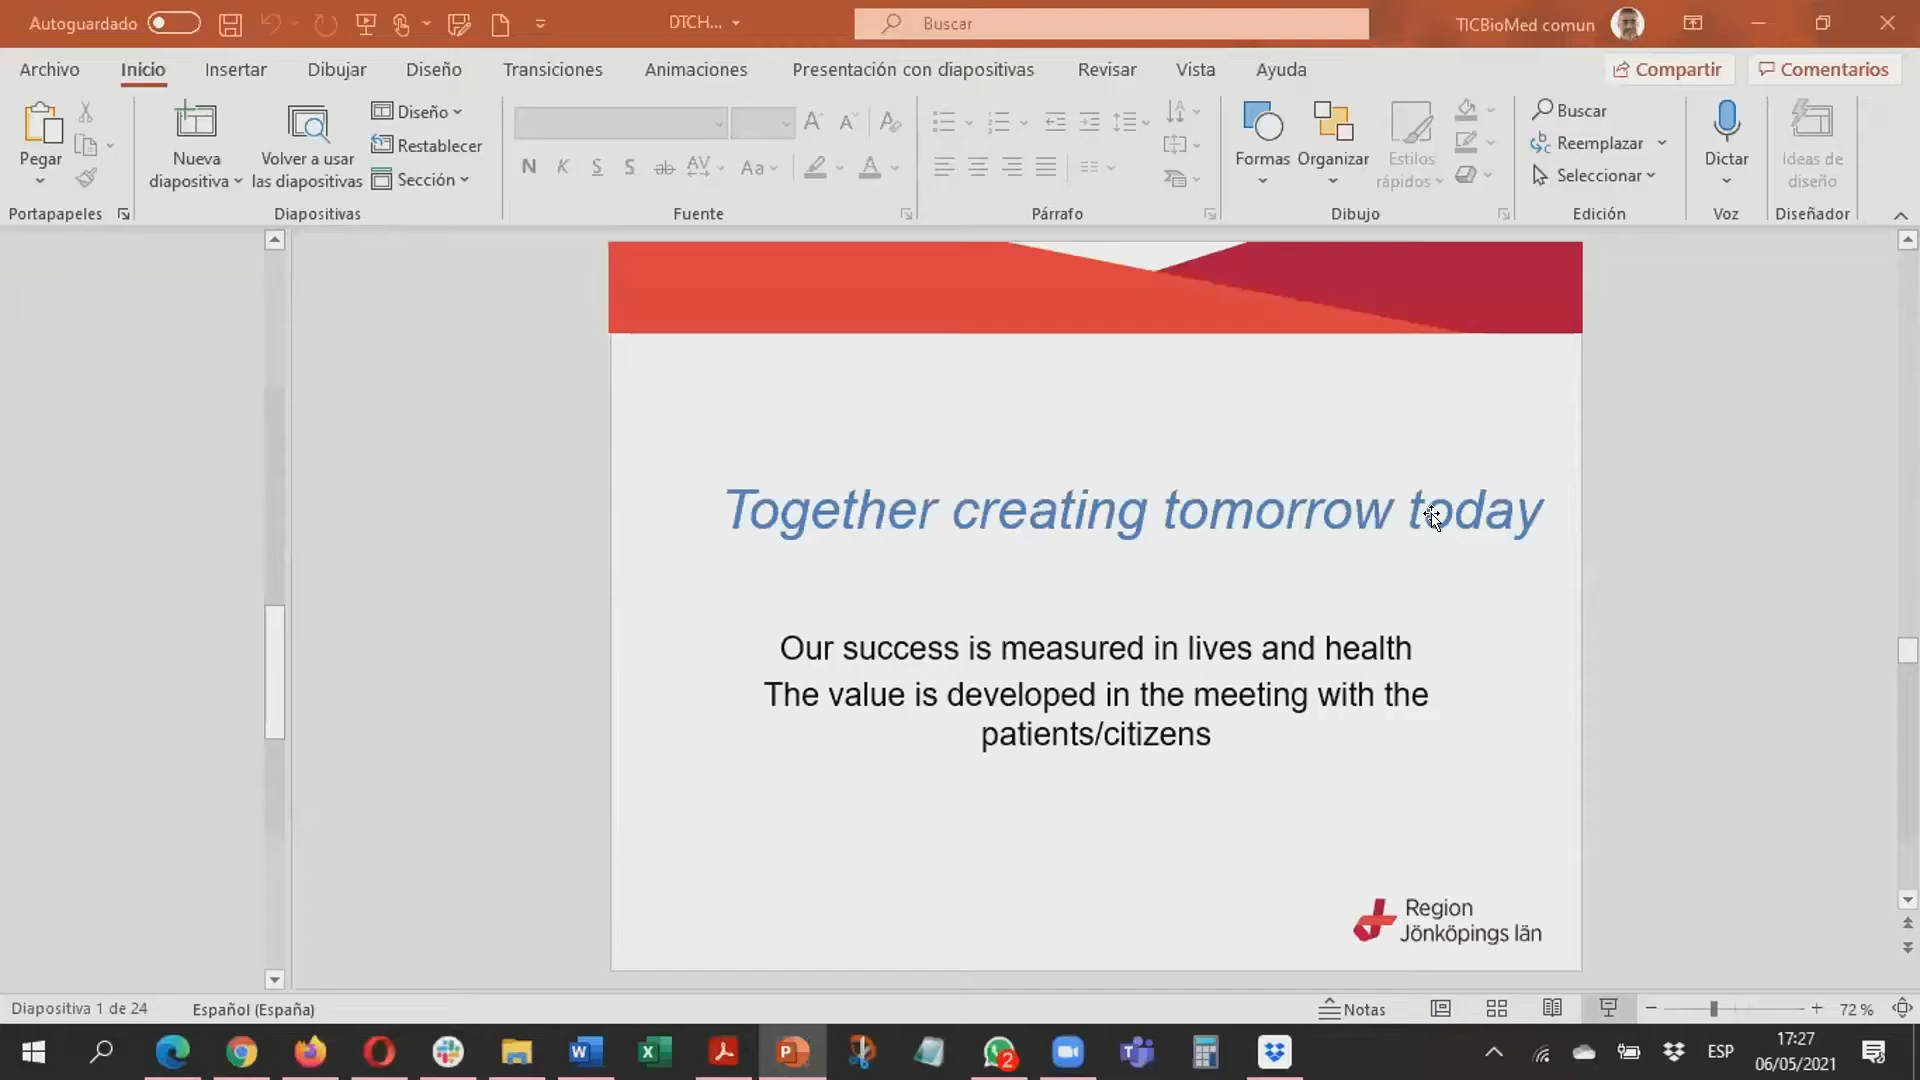 Autoguardado
DTCH...
Buscar
TICBioMed comun
Archivo
Inicio
Insertar
Dibujar
Diseño
Transiciones
Animaciones
Presentación con diapositivas
Revisar
Vista
Ayuda
Compartir
Comentarios
Pegar
Portapapeles
Nueva
diapositiva
Volver a usar
las diapositivas
Diseño
Restablecer
Sección
Diapositivas
N K S S ab AV Aa A
Fuente
Párrafo
Formas
Organizar
Estilos
rápidos
Dibujo
Buscar
Reemplazar
Seleccionar
Edición
Dictar
Voz
Ideas de
diseño
Diseñador
Together creating tomorrow today
Our success is measured in lives and health
The value is developed in the meeting with the
patients/citizens
Region
Jönköpings län
Diapositiva 1 de 24
Español (España)
Notas
72 %
2
ESP
17:27
06/05/2021